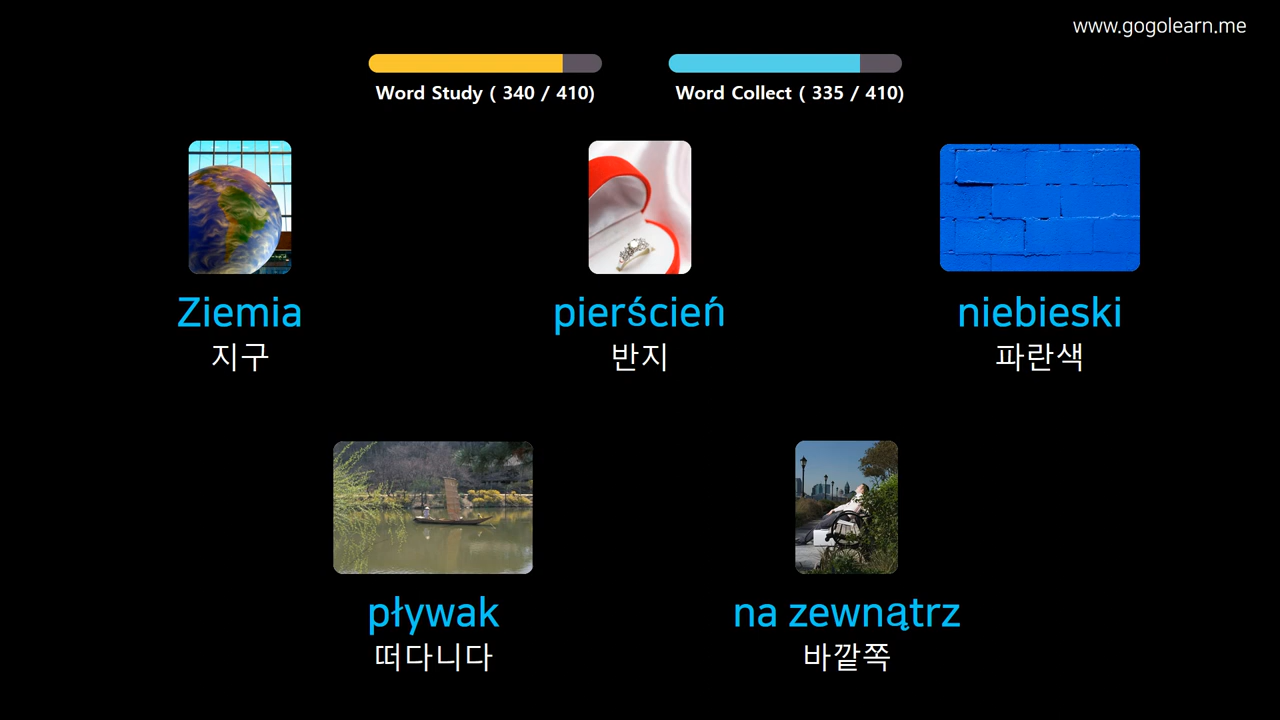 www.gogolearn.me
Word Study ( 340 / 410)
Word Collect ( 335 / 410)
Ziemia
지구
pierścień
반지
niebieski
파란색
pływak
떠다니다
na zewnątrz
바깥쪽